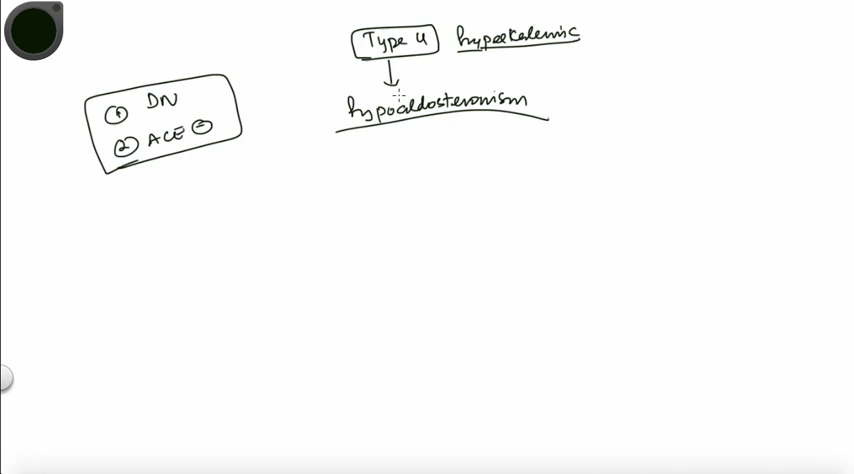 Type 4 hyperkalemic
hypoaldosteronism
① DN
② ACE ⊖